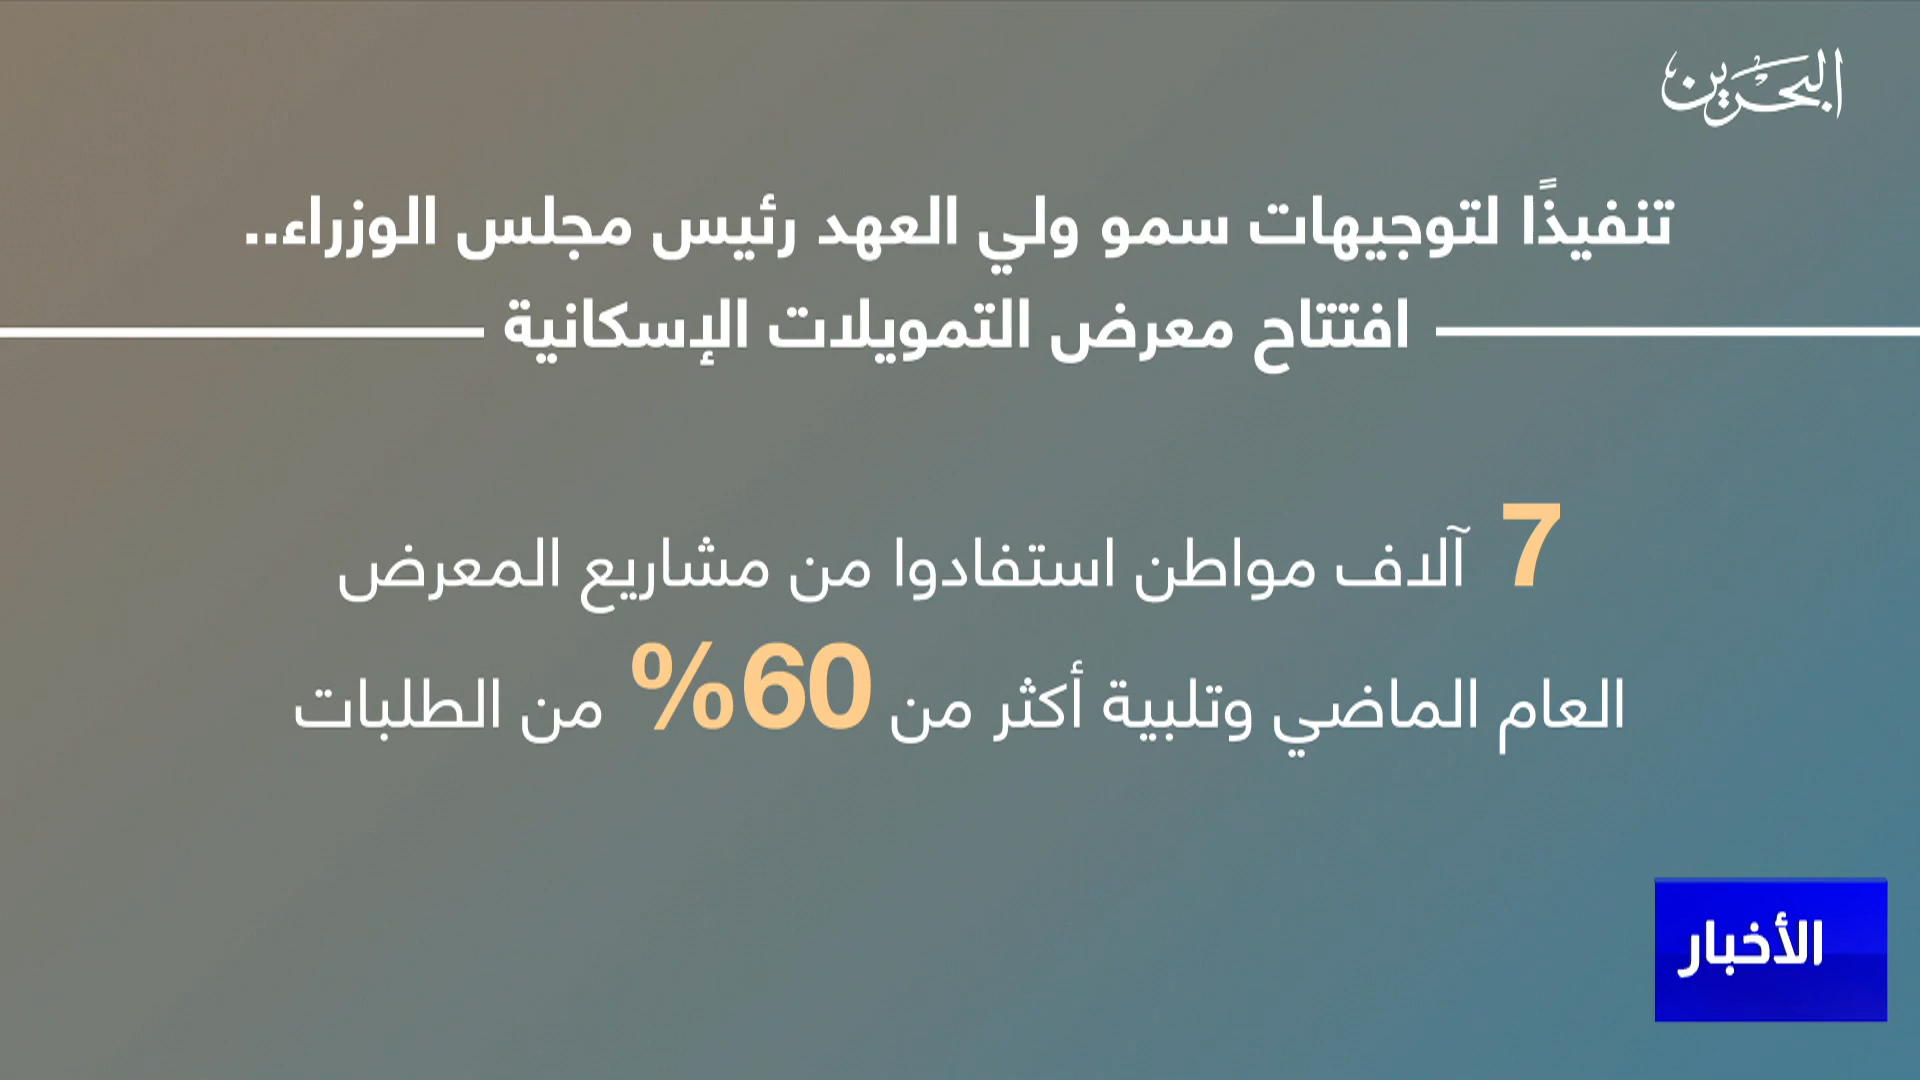 البحرين
تنفيذًا لتوجيهات سمو ولي العهد رئيس مجلس الوزراء..
افتتاح معرض التمويلات الإسكانية
7 آلاف مواطن استفادوا من مشاريع المعرض
العام الماضي وتلبية أكثر من 60% من الطلبات
الأخبار